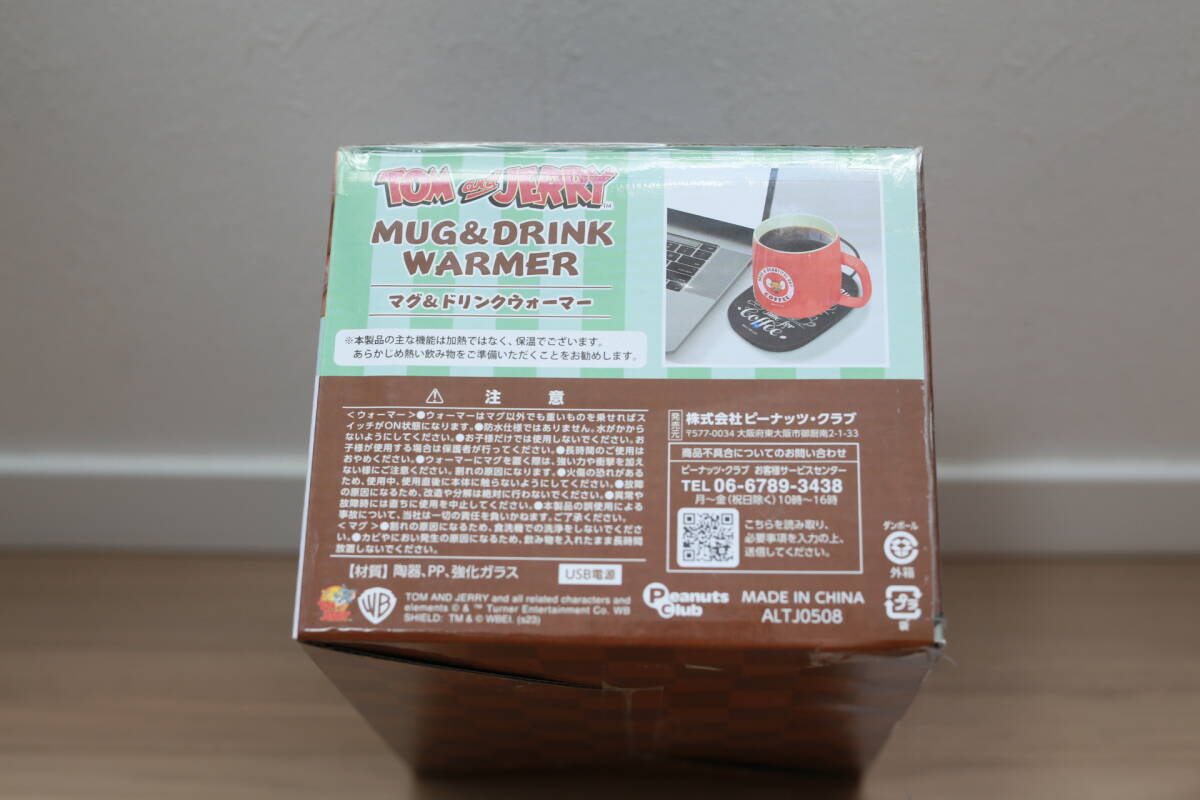 TOM and JERRY™
MUG&DRINK
WARMER
マグ&ドリンクウォーマー
※本製品の主な機能は加熱ではなく、保温でございます。
あらかじめ熱い飲み物をご準備いただくことをお勧めします。
COFFEE
Coffee
⚠ 注 意
<ウォーマー>●ウォーマーはマグ以外でも重いものを乗せればス
イッチがON状態になります。●防水仕様ではありません。水がかから
ないようにしてください。●お子様だけでは使用しないでください。お
子様が使用する場合は保護者が行ってください。●長時間のご使用は
おやめください。●ウォーマーにマグを置く際は、強い力や衝撃を加え
ない様にご注意ください。割れの原因になります。●火傷の恐れがある
ため、使用中、使用直後に本体に触らないようにしてください。●故障
の原因になるため、改造や分解は絶対に行わないでください。●異常や
故障時には直ちに使用を中止してください。●本製品の誤使用による
事故について、当社は一切の責任を負いかねます。ご了承ください。
<マグ>●割れの原因になるため、食洗機での洗浄をしないでくださ
い。●カビやにおい発生の原因になるため、飲み物を入れたまま長時間
放置しないでください。
【材質】陶器、PP、強化ガラス
USB電源
発売元
株式会社ピーナッツ・クラブ
〒577-0034 大阪府東大阪市御厨南2-1-33
商品不具合についてのお問い合わせ
ピーナッツ・クラブ お客様サービスセンター
TEL 06-6789-3438
月~金(祝日除く)10時~16時
こちらを読み取り、
必要事項を入力の上、
送信してください。
ダンボール
外箱
プラ
袋
WB
TOM AND JERRY and all related characters and
elements © & ™ Turner Entertainment Co. WB
SHIELD: TM & © WBEI. (s23)
Peanuts
Club
MADE IN CHINA
ALTJ0508